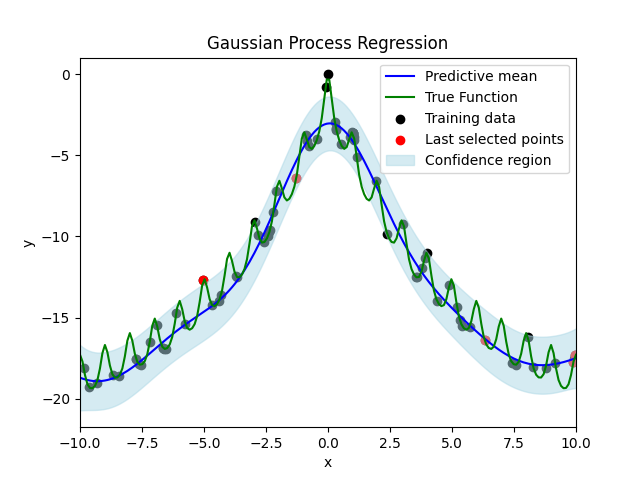 Gaussian Process Regression
Predictive mean
True Function
Training data
Last selected points
Confidence region
y
0
−5
−10
−15
−20
−10.0 −7.5 −5.0 −2.5 0.0 2.5 5.0 7.5 10.0
x